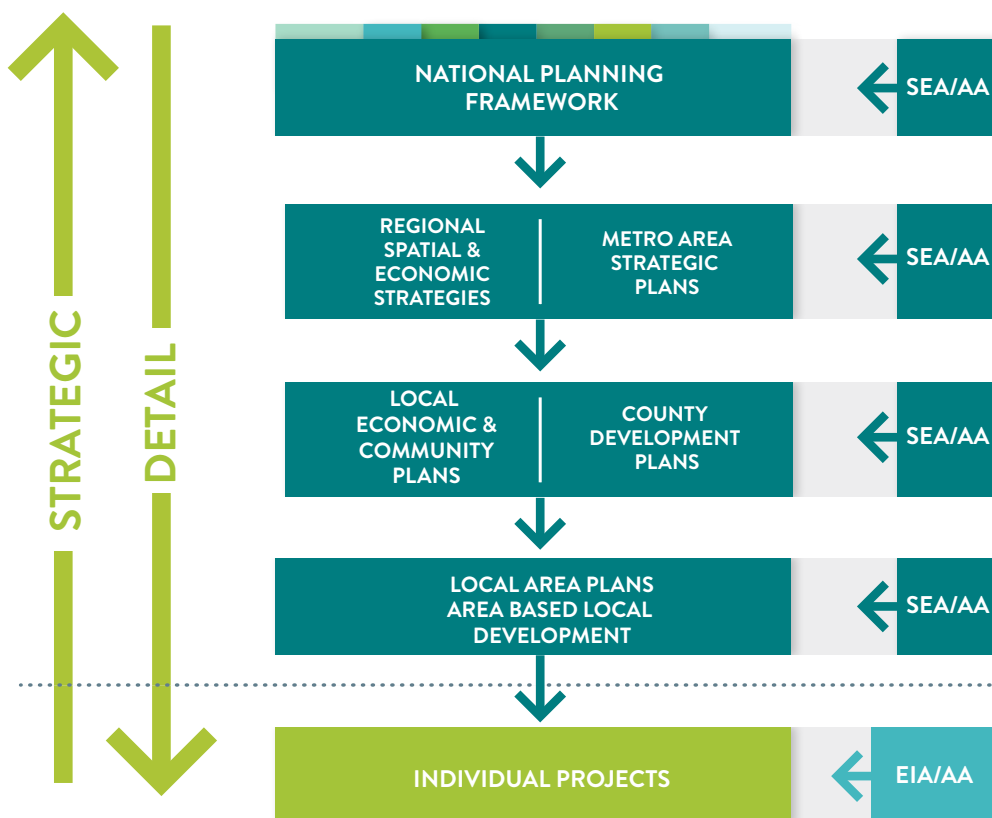 STRATEGIC
DETAIL
NATIONAL PLANNING
FRAMEWORK
SEA/AA
REGIONAL
SPATIAL &
ECONOMIC
STRATEGIES
METRO AREA
STRATEGIC
PLANS
SEA/AA
LOCAL
ECONOMIC &
COMMUNITY
PLANS
COUNTY
DEVELOPMENT
PLANS
SEA/AA
LOCAL AREA PLANS
AREA BASED LOCAL
DEVELOPMENT
SEA/AA
INDIVIDUAL PROJECTS
EIA/AA